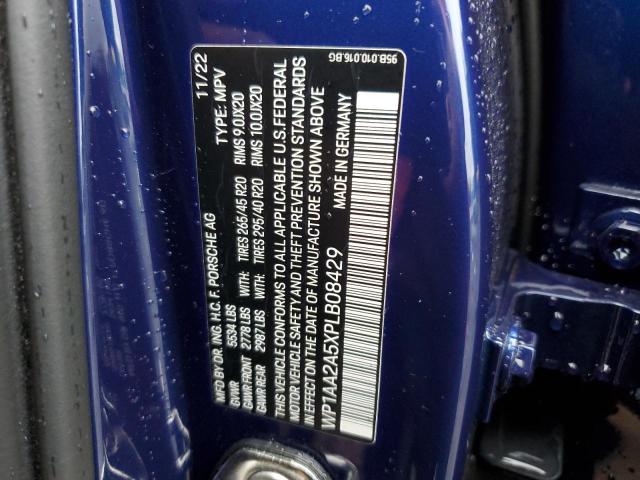 MFD. BY DR. ING. H.C. F. PORSCHE AG 11/22
GVWR 5534 LBS TYPE: MPV
GAWR FRONT 2778 LBS WITH: TIRES 265/45 R20 RIMS 9.0JX20
GAWR REAR 2987 LBS WITH: TIRES 295/40 R20 RIMS 10.0JX20
THIS VEHICLE CONFORMS TO ALL APPLICABLE U.S. FEDERAL
MOTOR VEHICLE SAFETY AND THEFT PREVENTION STANDARDS
IN EFFECT ON THE DATE OF MANUFACTURE SHOWN ABOVE
WP1AA2A5XPLB08429 MADE IN GERMANY
95B.010.016.BG